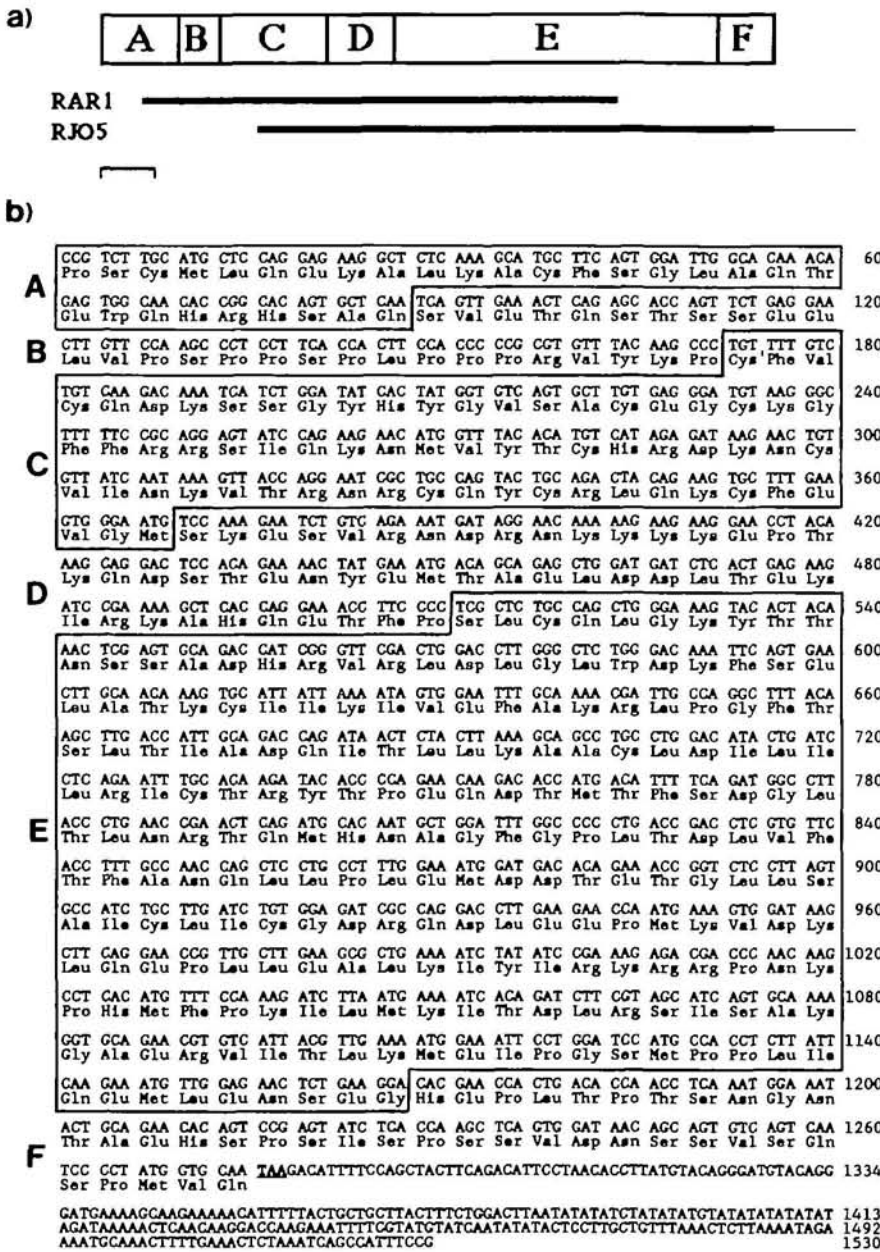 a)
A B C D E F
RAR1
RJO5
b)
A
CCG TCT TGC ATG CTC CAG GAG AAG GCT CTC AAA GCA TGC TTC AGT GGA TTG GCA CAA ACA 60
Pro Ser Cys Met Leu Gln Glu Lys Ala Leu Lys Ala Cys Phe Ser Gly Leu Ala Gln Thr
GAG TGG CAA CAC CGG CAC AGT GCT CAA TCA GTT GAA ACT CAG AGC ACC AGT TCT GAG GAA 120
Glu Trp Gln His Arg His Ser Ala Gln Ser Val Glu Thr Gln Ser Thr Ser Ser Glu Glu
B
CTT GTC CCA AGC CCT CCT TCA CCA CTT CCA CCC CCG CGT GTT TAC AAG CCC TGT TTT GTC 180
Leu Val Pro Ser Pro Pro Ser Pro Leu Pro Pro Pro Arg Val Tyr Lys Pro Cys Phe Val
C
TGT CAA GAC AAA TCA TCT GGA TAT CAC TAT GGT GTC AGT GCT TGT GAG GGA TGT AAG GGC 240
Cys Gln Asp Lys Ser Ser Gly Tyr His Tyr Gly Val Ser Ala Cys Glu Gly Cys Lys Gly
TTT TTC CGC AGG AGT ATC CAG AAG AAC ATG GTT TAC ACA TGT CAT AGA GAT AAG AAC TGT 300
Phe Phe Arg Arg Ser Ile Gln Lys Asn Met Val Tyr Thr Cys His Arg Asp Lys Asn Cys
GTT ATC AAT AAA GTT ACC AGG AAT CGC TGC CAG TAC TGC AGA CTA CAG AAG TGC TTT GAA 360
Val Ile Asn Lys Val Thr Arg Asn Arg Cys Gln Tyr Cys Arg Leu Gln Lys Cys Phe Glu
GTG GGA ATG TCC AAA GAA TCT GTC AGA AAT GAT AGG AAC AAA AAG AAG AAG GAA CCT ACA 420
Val Gly Met Ser Lys Glu Ser Val Arg Asn Asp Arg Asn Lys Lys Lys Lys Glu Pro Thr
D
AAG CAG GAC TCC ACA GAA AAC TAT GAA ATG ACA GCA GAG CTG GAT GAT CTC ACT GAG AAG 480
Lys Gln Asp Ser Thr Glu Asn Tyr Glu Met Thr Ala Glu Leu Asp Asp Leu Thr Glu Lys
ATC CGA AAA GCT CAC CAG GAA ACC TTC CCC TCG CTC TGC CAG CTG GGA AAG TAC ACT ACA 540
Ile Arg Lys Ala His Gln Glu Thr Phe Pro Ser Leu Cys Gln Leu Gly Lys Tyr Thr Thr
E
AAC TCG AGT GCA GAC CAT CGG GTT CGA CTG GAC CTT GGG CTC TGG GAC AAA TTC AGT GAA 600
Asn Ser Ser Ala Asp His Arg Val Arg Leu Asp Leu Gly Leu Trp Asp Lys Phe Ser Glu
CTT GCA ACA AAG TGC ATT ATT AAA ATA GTG GAA TTT GCA AAA CGA TTG CCA GGC TTT ACA 660
Leu Ala Thr Lys Cys Ile Ile Lys Ile Val Glu Phe Ala Lys Arg Leu Pro Gly Phe Thr
AGC TTG ACC ATT GCA GAC CAG ATA ACT CTA CTT AAA GCA GCC TGC CTG GAC ATA CTG ATC 720
Ser Leu Thr Ile Ala Asp Gln Ile Thr Leu Leu Lys Ala Ala Cys Leu Asp Ile Leu Ile
CTC AGA ATT TGC ACA AGA TAC ACC CCA GAA CAA GAC ACC ATG ACA TTT TCA GAT GGC CTT 780
Leu Arg Ile Cys Thr Arg Tyr Thr Pro Glu Gln Asp Thr Met Thr Phe Ser Asp Gly Leu
ACC CTG AAC CGA ACT CAG ATG CAC AAT GCT GGA TTT GGC CCC CTG ACC GAC CTC GTG TTC 840
Thr Leu Asn Arg Thr Gln Met His Asn Ala Gly Phe Gly Pro Leu Thr Asp Leu Val Phe
ACC TTT GCC AAC CAG CTC CTG CCT TTG GAA ATG GAT GAC ACA GAA ACC GGT CTC CTT AGT 900
Thr Phe Ala Asn Gln Leu Leu Pro Leu Glu Met Asp Asp Thr Glu Thr Gly Leu Leu Ser
GCC ATC TGC TTG ATC TGT GGA GAT CGC CAG GAC CTT GAA GAA CCA ATG AAA GTG GAT AAG 960
Ala Ile Cys Leu Ile Cys Gly Asp Arg Gln Asp Leu Glu Glu Pro Met Lys Val Asp Lys
CTT CAG GAA CCG TTG CTT GAA GCG CTG AAA ATC TAT ATC CGA AAG AGA CGA CCC AAC AAG 1020
Leu Gln Glu Pro Leu Leu Glu Ala Leu Lys Ile Tyr Ile Arg Lys Arg Arg Pro Asn Lys
CCT CAC ATG TTT CCA AAG ATC TTA ATG AAA ATC ACA GAT CTT CGT AGC ATC AGT GCA AAA 1080
Pro His Met Phe Pro Lys Ile Leu Met Lys Ile Thr Asp Leu Arg Ser Ile Ser Ala Lys
GGT GCA GAA CGT GTC ATT ACG TTG AAA ATG GAA ATT CCT GGA TCC ATG CCA CCT CTT ATT 1140
Gly Ala Glu Arg Val Ile Thr Leu Lys Met Glu Ile Pro Gly Ser Met Pro Pro Leu Ile
CAA GAA ATG TTG GAG AAC TCT GAA GGA CAC GAA CCA CTG ACA CCA ACC TCA AAT GGA AAT 1200
Gln Glu Met Leu Glu Asn Ser Glu Gly His Glu Pro Leu Thr Pro Thr Ser Asn Gly Asn
F
ACT GCA GAA CAC AGT CCG AGT ATC TCA CCA AGC TCA GTG GAT AAC AGC AGT GTC AGT CAA 1260
Thr Ala Glu His Ser Pro Ser Ile Ser Pro Ser Ser Val Asp Asn Ser Ser Val Ser Gln
TCC CCT ATG GTG CAA TAAGACATTTTCCAGCTACTTCAGACATTCCTAACACCTTATGTACAGGGATGTACAGG 1334
Ser Pro Met Val Gln
GATGAAAAGCAAGAAAAACATTTTTACTGCTGCTTACTTTCTGGACTTAATATATATCTATATATGTATATATATATAT 1413
AGATAAAAACTCAACAAGGACCAAGAAATTTTCGTATGTATCAATATATACTCCTTGCTGTTTAAACTCTTAAAATAGA 1492
AAATGCAAACTTTTGAAACTCTAAATCAGCCATTTCCG 1530